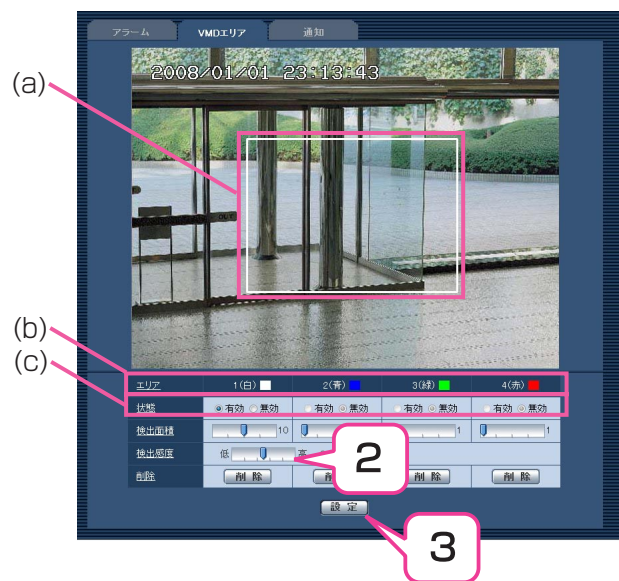 アラーム VMDエリア 通知
2008/01/01 23:13:43
(a)
OUT
(b)
(c)
エリア 1(白) 2(青) 3(緑) 4(赤)
状態 有効 無効 有効 無効 有効 無効 有効 無効
検出面積 10 1 1
検出感度 低 高
削除 削除 削除 削除
設定
2
3